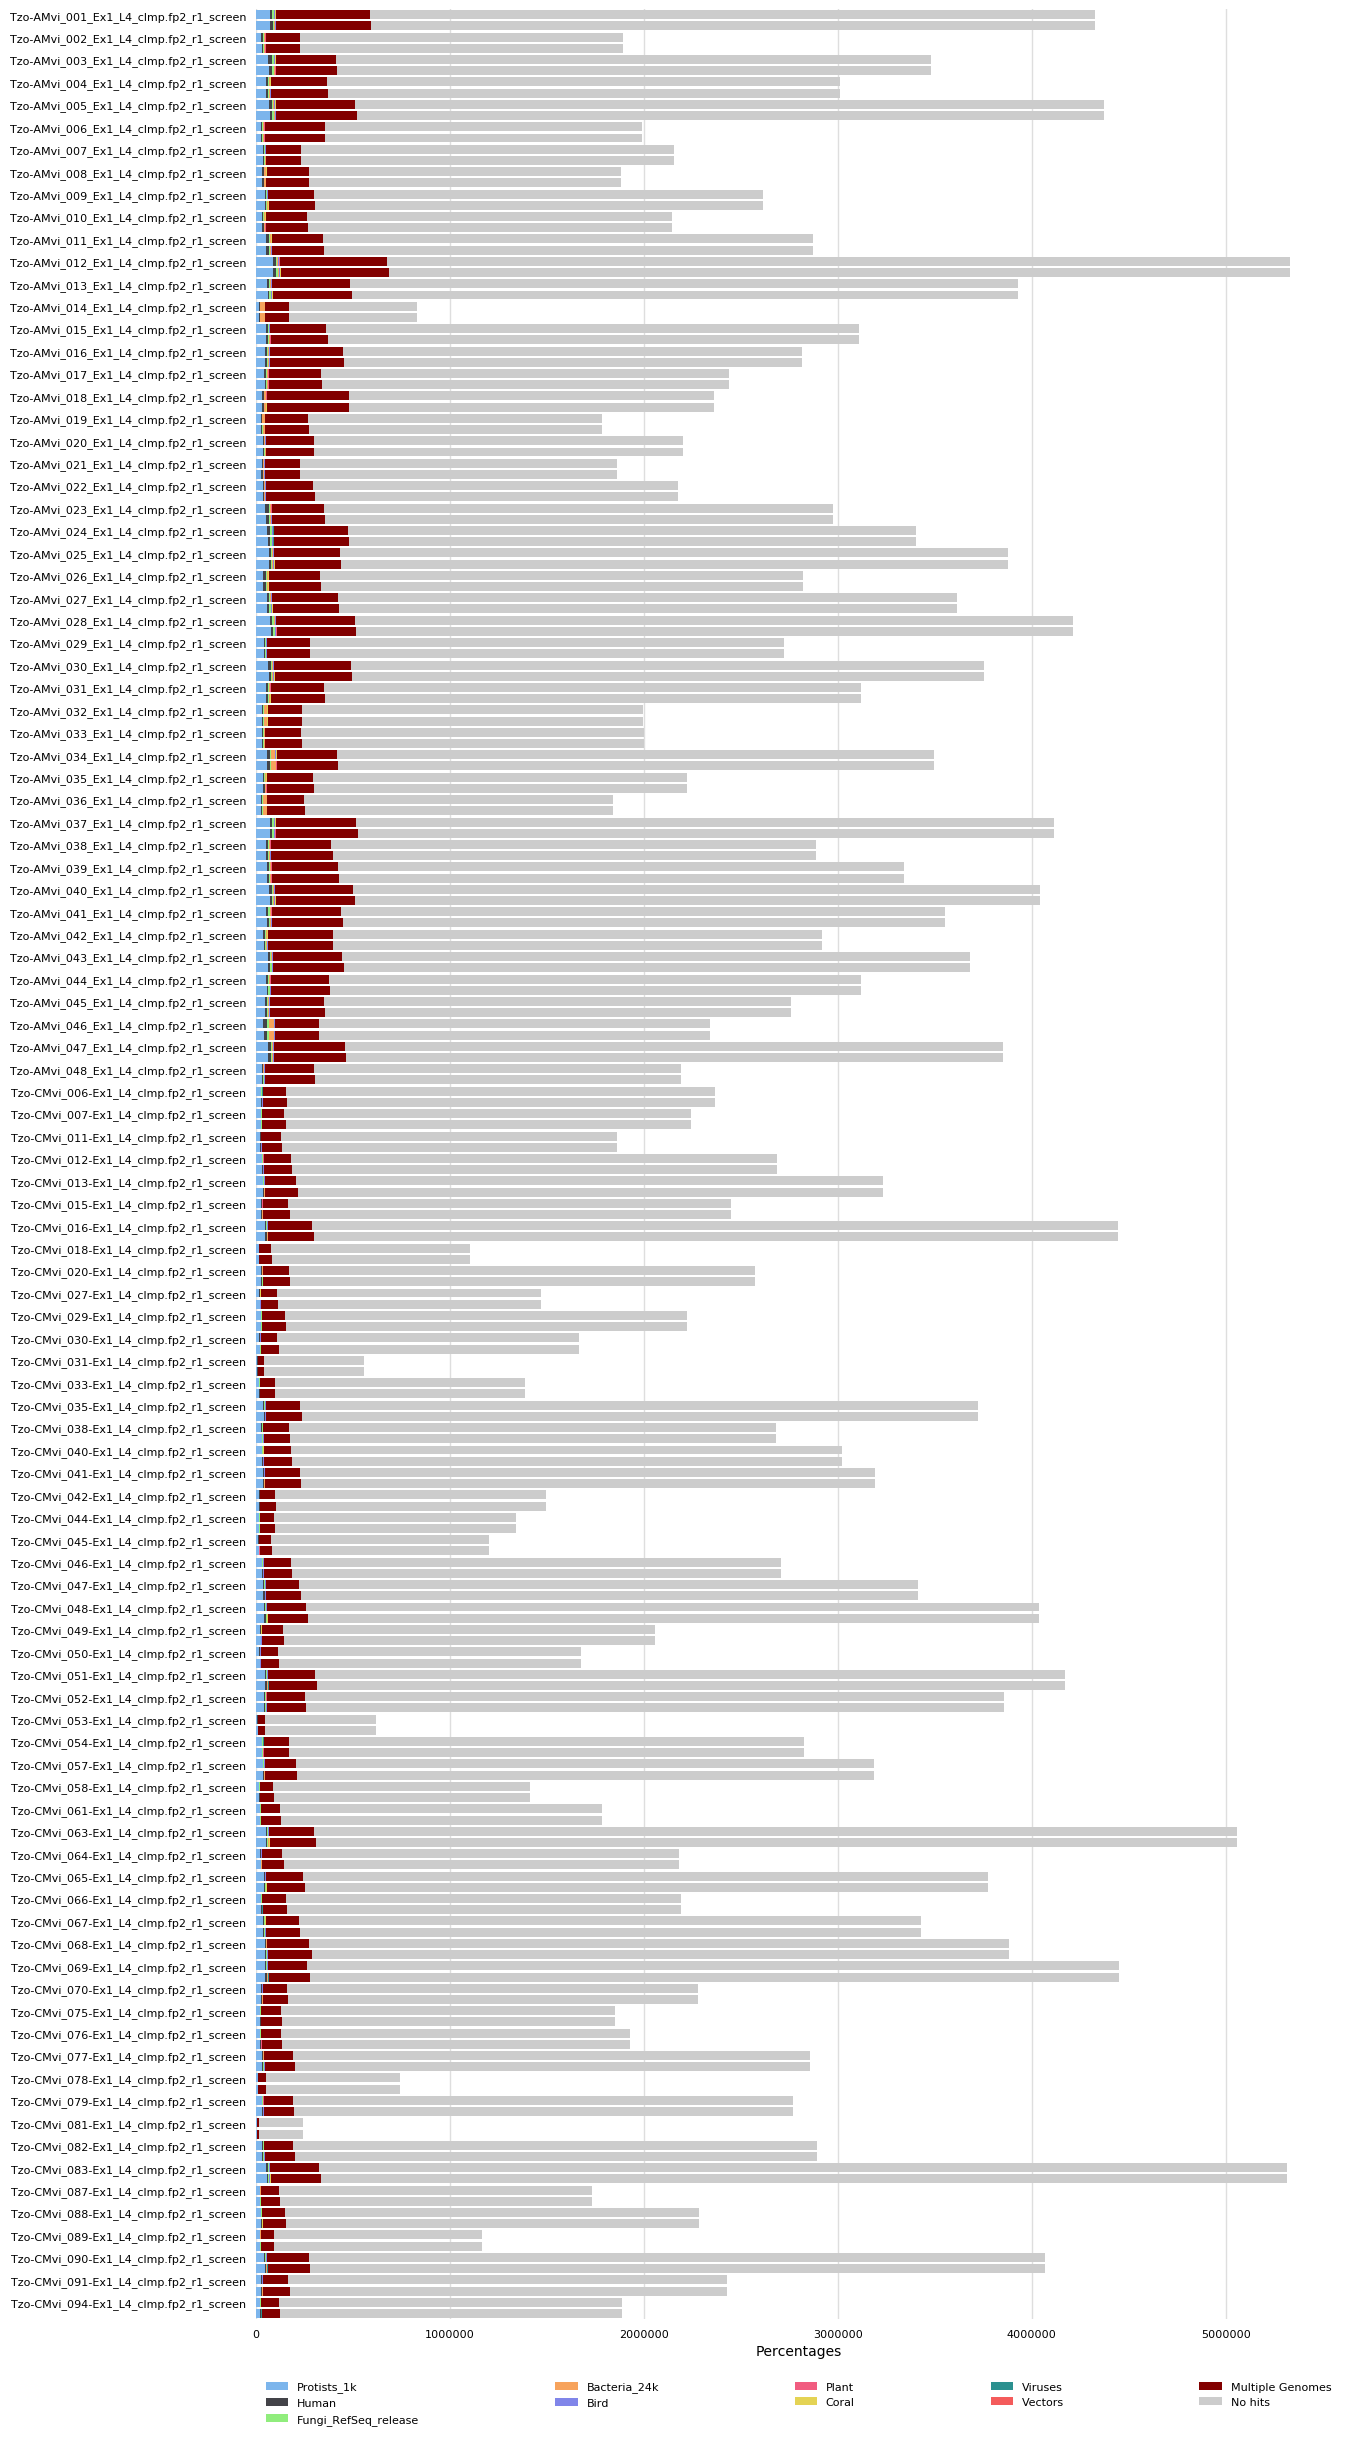 Tzo-AMvi_001_Ex1_L4_clmp.fp2_r1_screen
Tzo-AMvi_002_Ex1_L4_clmp.fp2_r1_screen
Tzo-AMvi_003_Ex1_L4_clmp.fp2_r1_screen
Tzo-AMvi_004_Ex1_L4_clmp.fp2_r1_screen
Tzo-AMvi_005_Ex1_L4_clmp.fp2_r1_screen
Tzo-AMvi_006_Ex1_L4_clmp.fp2_r1_screen
Tzo-AMvi_007_Ex1_L4_clmp.fp2_r1_screen
Tzo-AMvi_008_Ex1_L4_clmp.fp2_r1_screen
Tzo-AMvi_009_Ex1_L4_clmp.fp2_r1_screen
Tzo-AMvi_010_Ex1_L4_clmp.fp2_r1_screen
Tzo-AMvi_011_Ex1_L4_clmp.fp2_r1_screen
Tzo-AMvi_012_Ex1_L4_clmp.fp2_r1_screen
Tzo-AMvi_013_Ex1_L4_clmp.fp2_r1_screen
Tzo-AMvi_014_Ex1_L4_clmp.fp2_r1_screen
Tzo-AMvi_015_Ex1_L4_clmp.fp2_r1_screen
Tzo-AMvi_016_Ex1_L4_clmp.fp2_r1_screen
Tzo-AMvi_017_Ex1_L4_clmp.fp2_r1_screen
Tzo-AMvi_018_Ex1_L4_clmp.fp2_r1_screen
Tzo-AMvi_019_Ex1_L4_clmp.fp2_r1_screen
Tzo-AMvi_020_Ex1_L4_clmp.fp2_r1_screen
Tzo-AMvi_021_Ex1_L4_clmp.fp2_r1_screen
Tzo-AMvi_022_Ex1_L4_clmp.fp2_r1_screen
Tzo-AMvi_023_Ex1_L4_clmp.fp2_r1_screen
Tzo-AMvi_024_Ex1_L4_clmp.fp2_r1_screen
Tzo-AMvi_025_Ex1_L4_clmp.fp2_r1_screen
Tzo-AMvi_026_Ex1_L4_clmp.fp2_r1_screen
Tzo-AMvi_027_Ex1_L4_clmp.fp2_r1_screen
Tzo-AMvi_028_Ex1_L4_clmp.fp2_r1_screen
Tzo-AMvi_029_Ex1_L4_clmp.fp2_r1_screen
Tzo-AMvi_030_Ex1_L4_clmp.fp2_r1_screen
Tzo-AMvi_031_Ex1_L4_clmp.fp2_r1_screen
Tzo-AMvi_032_Ex1_L4_clmp.fp2_r1_screen
Tzo-AMvi_033_Ex1_L4_clmp.fp2_r1_screen
Tzo-AMvi_034_Ex1_L4_clmp.fp2_r1_screen
Tzo-AMvi_035_Ex1_L4_clmp.fp2_r1_screen
Tzo-AMvi_036_Ex1_L4_clmp.fp2_r1_screen
Tzo-AMvi_037_Ex1_L4_clmp.fp2_r1_screen
Tzo-AMvi_038_Ex1_L4_clmp.fp2_r1_screen
Tzo-AMvi_039_Ex1_L4_clmp.fp2_r1_screen
Tzo-AMvi_040_Ex1_L4_clmp.fp2_r1_screen
Tzo-AMvi_041_Ex1_L4_clmp.fp2_r1_screen
Tzo-AMvi_042_Ex1_L4_clmp.fp2_r1_screen
Tzo-AMvi_043_Ex1_L4_clmp.fp2_r1_screen
Tzo-AMvi_044_Ex1_L4_clmp.fp2_r1_screen
Tzo-AMvi_045_Ex1_L4_clmp.fp2_r1_screen
Tzo-AMvi_046_Ex1_L4_clmp.fp2_r1_screen
Tzo-AMvi_047_Ex1_L4_clmp.fp2_r1_screen
Tzo-AMvi_048_Ex1_L4_clmp.fp2_r1_screen
Tzo-CMvi_006-Ex1_L4_clmp.fp2_r1_screen
Tzo-CMvi_007-Ex1_L4_clmp.fp2_r1_screen
Tzo-CMvi_011-Ex1_L4_clmp.fp2_r1_screen
Tzo-CMvi_012-Ex1_L4_clmp.fp2_r1_screen
Tzo-CMvi_013-Ex1_L4_clmp.fp2_r1_screen
Tzo-CMvi_015-Ex1_L4_clmp.fp2_r1_screen
Tzo-CMvi_016-Ex1_L4_clmp.fp2_r1_screen
Tzo-CMvi_018-Ex1_L4_clmp.fp2_r1_screen
Tzo-CMvi_020-Ex1_L4_clmp.fp2_r1_screen
Tzo-CMvi_027-Ex1_L4_clmp.fp2_r1_screen
Tzo-CMvi_029-Ex1_L4_clmp.fp2_r1_screen
Tzo-CMvi_030-Ex1_L4_clmp.fp2_r1_screen
Tzo-CMvi_031-Ex1_L4_clmp.fp2_r1_screen
Tzo-CMvi_033-Ex1_L4_clmp.fp2_r1_screen
Tzo-CMvi_035-Ex1_L4_clmp.fp2_r1_screen
Tzo-CMvi_038-Ex1_L4_clmp.fp2_r1_screen
Tzo-CMvi_040-Ex1_L4_clmp.fp2_r1_screen
Tzo-CMvi_041-Ex1_L4_clmp.fp2_r1_screen
Tzo-CMvi_042-Ex1_L4_clmp.fp2_r1_screen
Tzo-CMvi_044-Ex1_L4_clmp.fp2_r1_screen
Tzo-CMvi_045-Ex1_L4_clmp.fp2_r1_screen
Tzo-CMvi_046-Ex1_L4_clmp.fp2_r1_screen
Tzo-CMvi_047-Ex1_L4_clmp.fp2_r1_screen
Tzo-CMvi_048-Ex1_L4_clmp.fp2_r1_screen
Tzo-CMvi_049-Ex1_L4_clmp.fp2_r1_screen
Tzo-CMvi_050-Ex1_L4_clmp.fp2_r1_screen
Tzo-CMvi_051-Ex1_L4_clmp.fp2_r1_screen
Tzo-CMvi_052-Ex1_L4_clmp.fp2_r1_screen
Tzo-CMvi_053-Ex1_L4_clmp.fp2_r1_screen
Tzo-CMvi_054-Ex1_L4_clmp.fp2_r1_screen
Tzo-CMvi_057-Ex1_L4_clmp.fp2_r1_screen
Tzo-CMvi_058-Ex1_L4_clmp.fp2_r1_screen
Tzo-CMvi_061-Ex1_L4_clmp.fp2_r1_screen
Tzo-CMvi_063-Ex1_L4_clmp.fp2_r1_screen
Tzo-CMvi_064-Ex1_L4_clmp.fp2_r1_screen
Tzo-CMvi_065-Ex1_L4_clmp.fp2_r1_screen
Tzo-CMvi_066-Ex1_L4_clmp.fp2_r1_screen
Tzo-CMvi_067-Ex1_L4_clmp.fp2_r1_screen
Tzo-CMvi_068-Ex1_L4_clmp.fp2_r1_screen
Tzo-CMvi_069-Ex1_L4_clmp.fp2_r1_screen
Tzo-CMvi_070-Ex1_L4_clmp.fp2_r1_screen
Tzo-CMvi_075-Ex1_L4_clmp.fp2_r1_screen
Tzo-CMvi_076-Ex1_L4_clmp.fp2_r1_screen
Tzo-CMvi_077-Ex1_L4_clmp.fp2_r1_screen
Tzo-CMvi_078-Ex1_L4_clmp.fp2_r1_screen
Tzo-CMvi_079-Ex1_L4_clmp.fp2_r1_screen
Tzo-CMvi_081-Ex1_L4_clmp.fp2_r1_screen
Tzo-CMvi_082-Ex1_L4_clmp.fp2_r1_screen
Tzo-CMvi_083-Ex1_L4_clmp.fp2_r1_screen
Tzo-CMvi_087-Ex1_L4_clmp.fp2_r1_screen
Tzo-CMvi_088-Ex1_L4_clmp.fp2_r1_screen
Tzo-CMvi_089-Ex1_L4_clmp.fp2_r1_screen
Tzo-CMvi_090-Ex1_L4_clmp.fp2_r1_screen
Tzo-CMvi_091-Ex1_L4_clmp.fp2_r1_screen
Tzo-CMvi_094-Ex1_L4_clmp.fp2_r1_screen
0 1000000 2000000 3000000 4000000 5000000
Percentages
Protists_1k Bacteria_24k Plant Viruses Multiple Genomes
Human Bird Coral Vectors No hits
Fungi_RefSeq_release